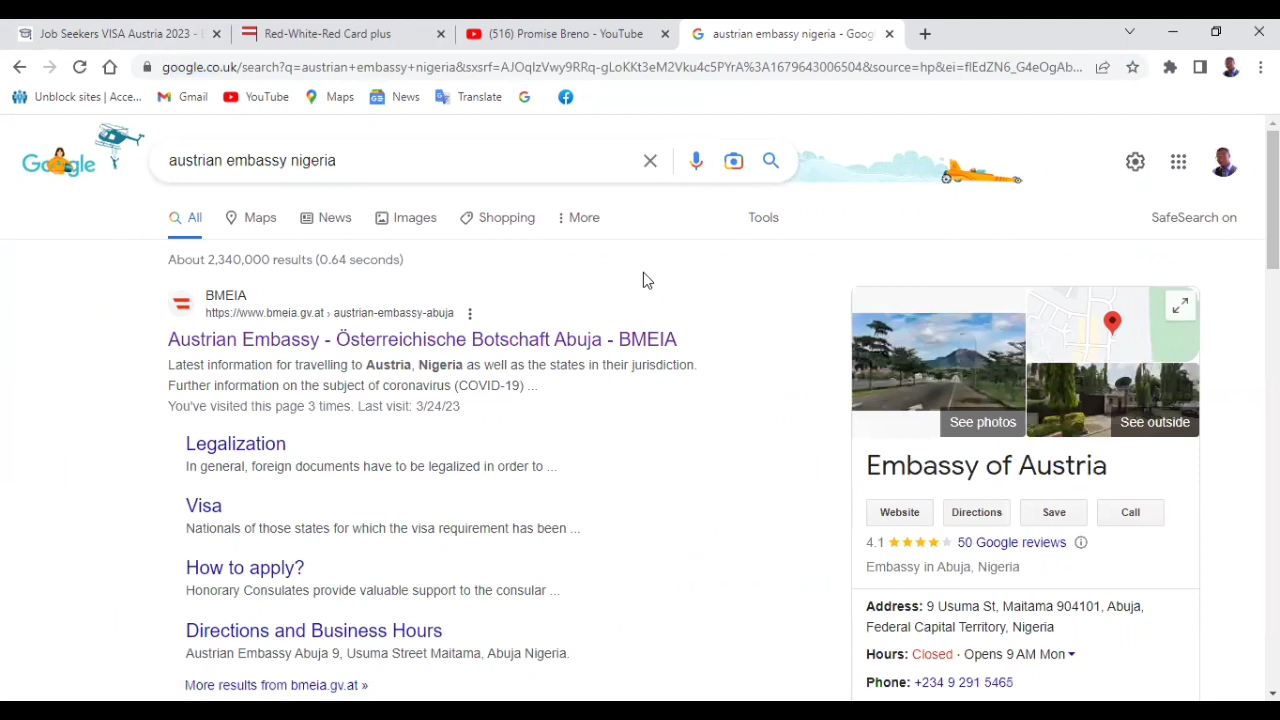 Job Seekers VISA Austria 2023 -
Red-White-Red Card plus
(516) Promise Breno - YouTube
austrian embassy nigeria - Goog
google.co.uk/search?q=austrian+embassy+nigeria&sxsrf=AJOqlzVwy9RRq-gLoKKt3eM2Vku4c5PYrA%3A1679643006504&source=hp&ei=flEdZN6_G4eOgAb...
Unblock sites | Acce...
Gmail
YouTube
Maps
News
Translate
Google
austrian embassy nigeria
All
Maps
News
Images
Shopping
More
Tools
SafeSearch on
About 2,340,000 results (0.64 seconds)
BMEIA
https://www.bmeia.gv.at › austrian-embassy-abuja
Austrian Embassy - Österreichische Botschaft Abuja - BMEIA
Latest information for travelling to Austria, Nigeria as well as the states in their jurisdiction.
Further information on the subject of coronavirus (COVID-19) ...
You've visited this page 3 times. Last visit: 3/24/23
Legalization
In general, foreign documents have to be legalized in order to ...
Visa
Nationals of those states for which the visa requirement has been ...
How to apply?
Honorary Consulates provide valuable support to the consular ...
Directions and Business Hours
Austrian Embassy Abuja 9, Usuma Street Maitama, Abuja Nigeria.
More results from bmeia.gv.at »
See photos
See outside
Embassy of Austria
Website
Directions
Save
Call
4.1
50 Google reviews
Embassy in Abuja, Nigeria
Address: 9 Usuma St, Maitama 904101, Abuja,
Federal Capital Territory, Nigeria
Hours: Closed · Opens 9 AM Mon
Phone: +234 9 291 5465